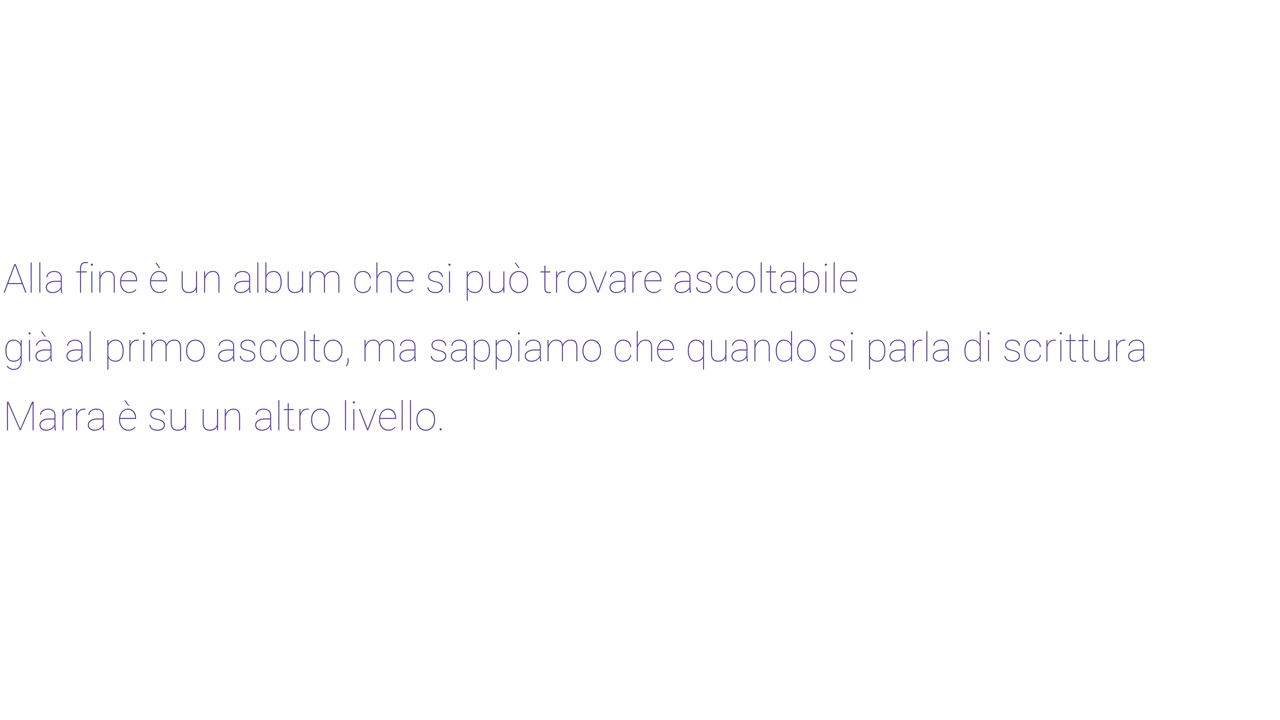 Alla fine è un album che si può trovare ascoltabile
già al primo ascolto, ma sappiamo che quando si parla di scrittura
Marra è su un altro livello.